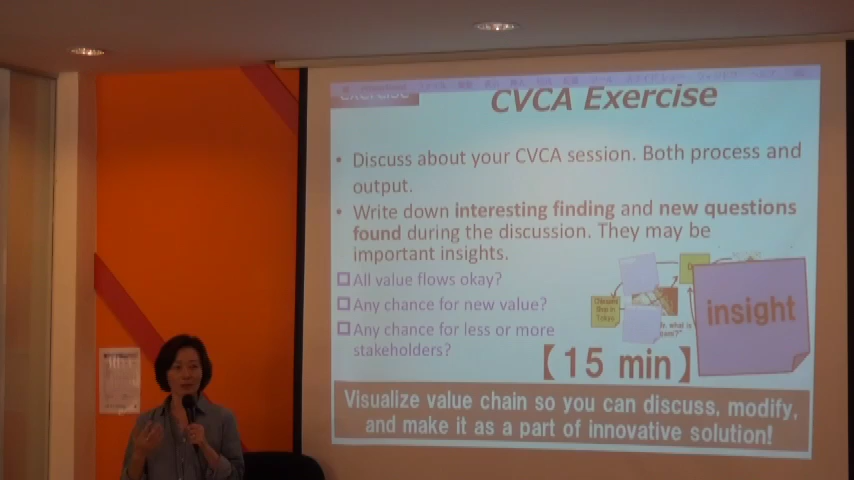 Exercise
CVCA Exercise
• Discuss about your CVCA session. Both process and
output.
• Write down interesting finding and new questions
found during the discussion. They may be
important insights.
All value flows okay?
Any chance for new value?
Any chance for less or more
stakeholders?
insight
【15 min】
Visualize value chain so you can discuss, modify,
and make it as a part of innovative solution!